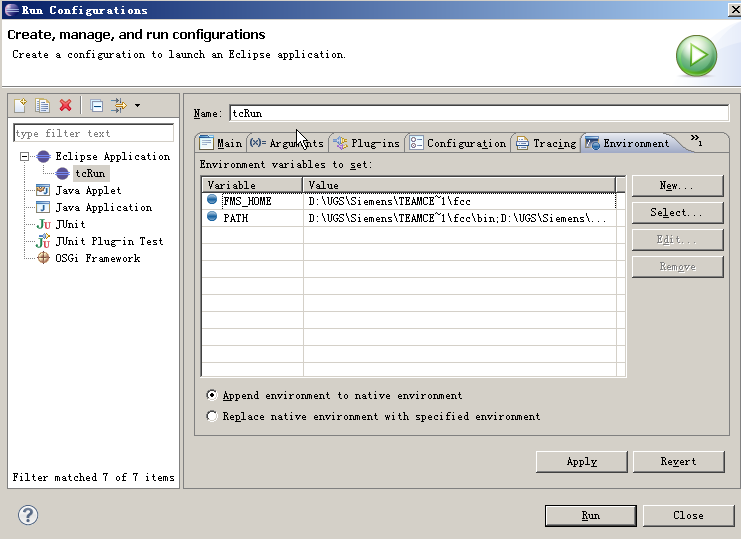 Run Configurations
Create, manage, and run configurations
Create a configuration to launch an Eclipse application.
type filter text
Eclipse Application
tcRun
Java Applet
Java Application
JUnit
JUnit Plug-in Test
OSGi Framework
Filter matched 7 of 7 items
Name: tcRun
Main (x)= Arguments Plug-ins Configuration Tracing Environment »1
Environment variables to set:
Variable Value
FMS_HOME D:\UGS\Siemens\TEAMCE~1\fcc
PATH D:\UGS\Siemens\TEAMCE~1\fcc\bin;D:\UGS\Siemens\...
New...
Select...
Edit...
Remove
Append environment to native environment
Replace native environment with specified environment
Apply Revert
? Run Close